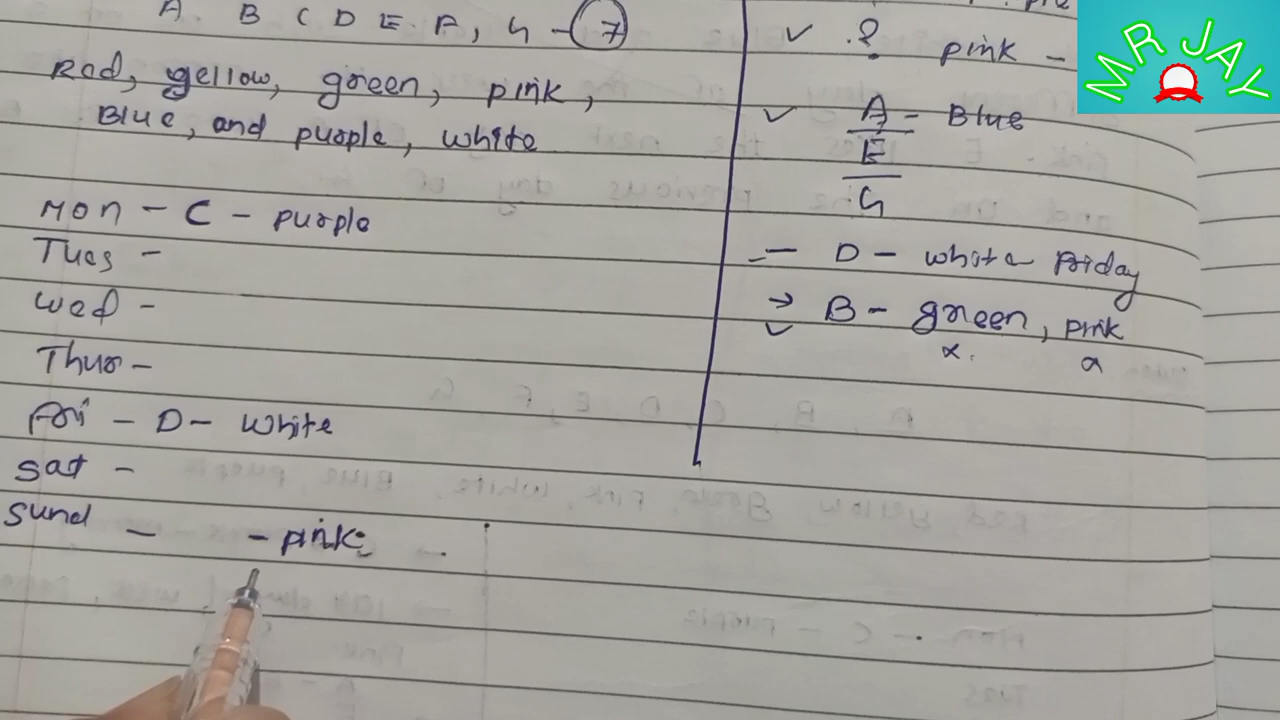 A. B C D E. F, G - 7
Red, yellow, green, pink,
Blue, and purple, white
Mon - C - purple
Tues -
Wed -
Thur -
Fri - D - white
Sat -
Sund - - pink
✓ .? pink -
✓ A - Blue
E
G
- D - white Friday
→ B - green, pink
✓ x. x
MR JAY